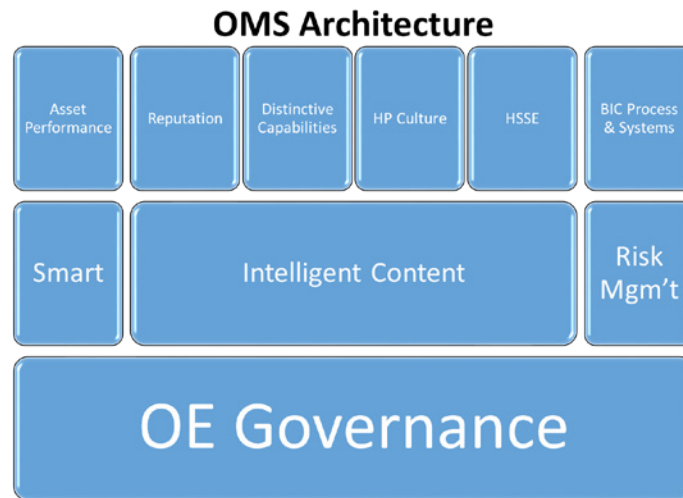 OMS Architecture
Asset
Performance
Reputation
Distinctive
Capabilities
HP Culture
HSSE
BIC Process
& Systems
Smart
Intelligent Content
Risk
Mgm't
OE Governance